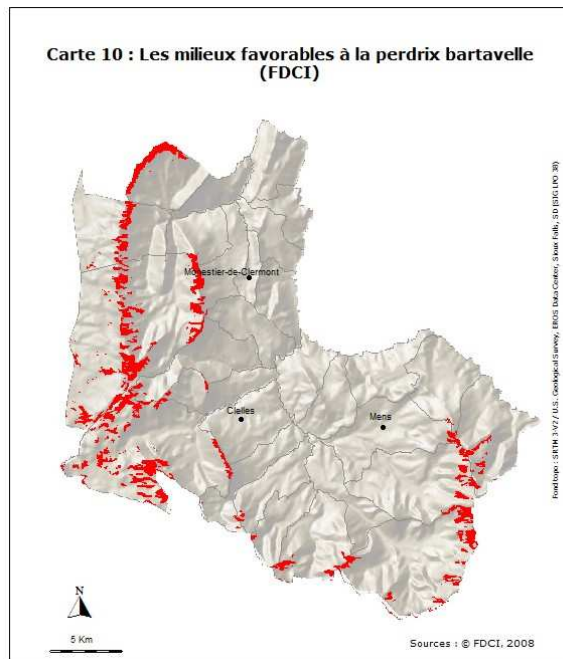 Carte 10 : Les milieux favorables à la perdrix bartavelle
(FDCI)
Monestier-de-Clermont
Clelles
Mens
Fond topo : SRTM 3-V2 / U.S. Geological Survey, EROS Data Center, Sioux Falls, SD (SIG LPO 38)
N
5 Km
Sources : © FDCI, 2008